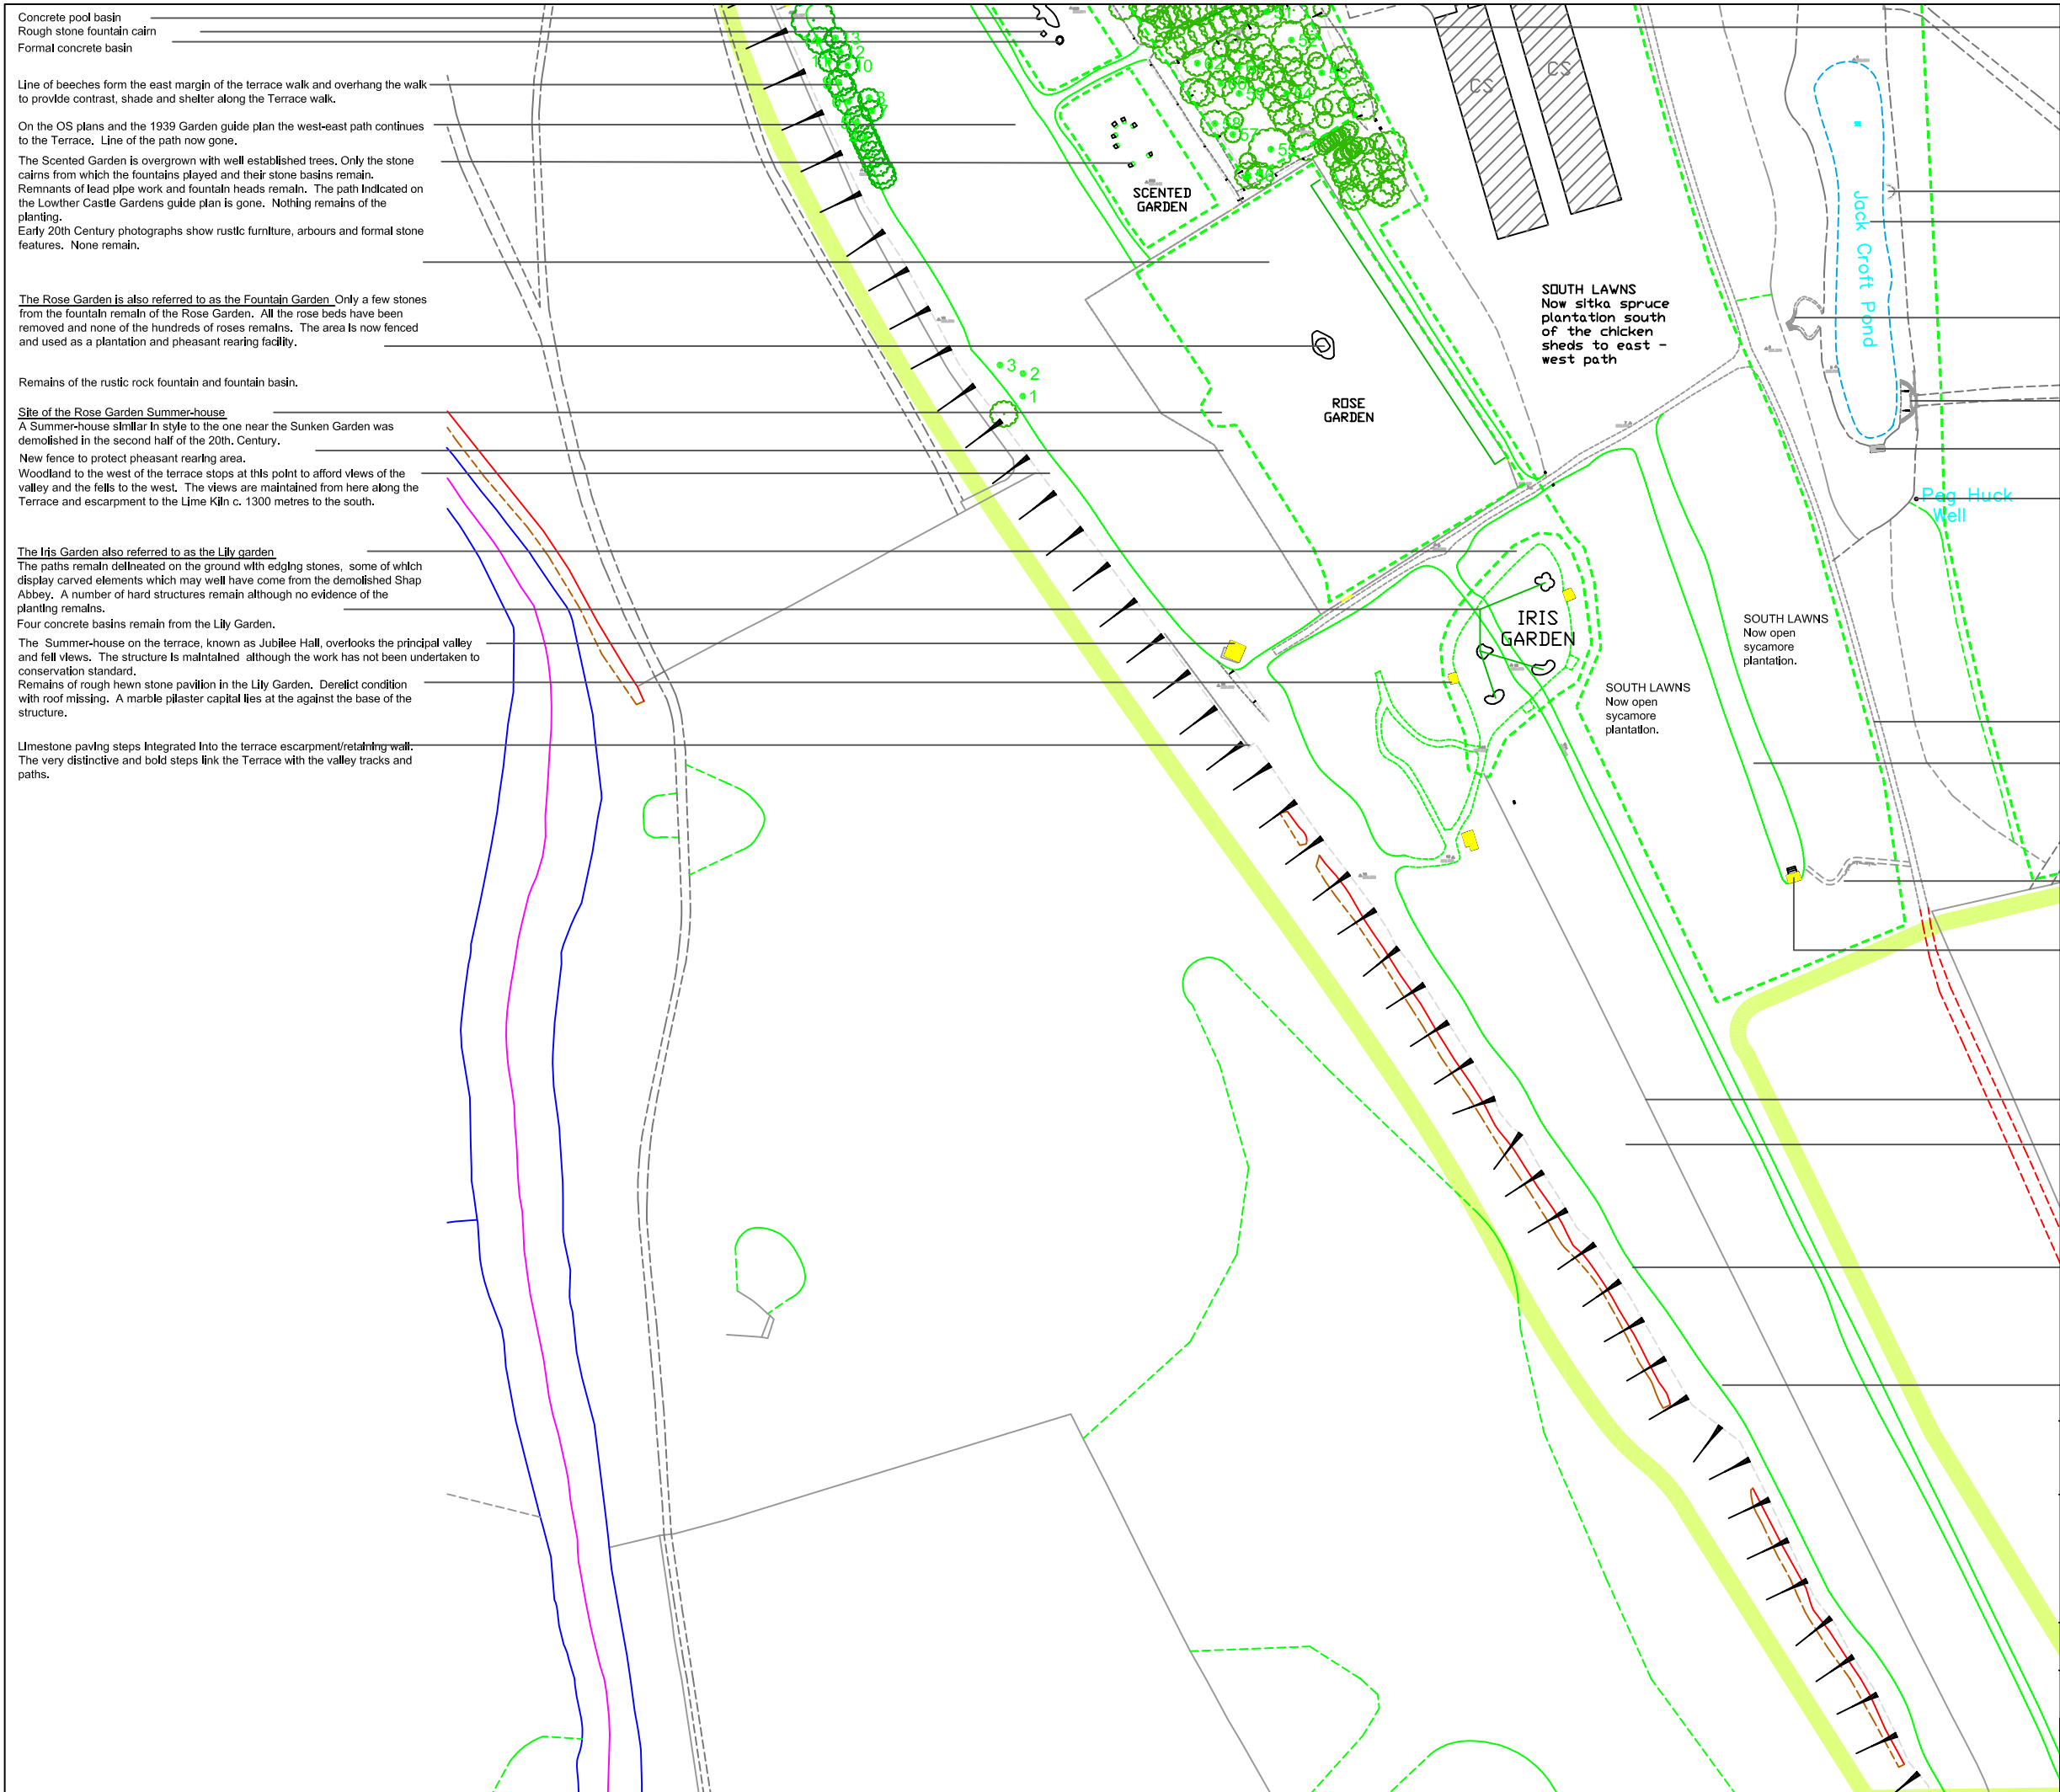 Concrete pool basin
Rough stone fountain cairn
Formal concrete basin
Line of beeches form the east margin of the terrace walk and overhang the walk
to provide contrast, shade and shelter along the Terrace walk.
On the OS plans and the 1939 Garden guide plan the west-east path continues
to the Terrace. Line of the path now gone.
The Scented Garden is overgrown with well established trees. Only the stone
cairns from which the fountains played and their stone basins remain.
Remnants of lead pipe work and fountain heads remain. The path indicated on
the Lowther Castle Gardens guide plan is gone. Nothing remains of the
planting.
Early 20th Century photographs show rustic furniture, arbours and formal stone
features. None remain.
The Rose Garden is also referred to as the Fountain Garden Only a few stones
from the fountain remain of the Rose Garden. All the rose beds have been
removed and none of the hundreds of roses remains. The area is now fenced
and used as a plantation and pheasant rearing facility.
Remains of the rustic rock fountain and fountain basin.
Site of the Rose Garden Summer-house
A Summer-house similar in style to the one near the Sunken Garden was
demolished in the second half of the 20th. Century.
New fence to protect pheasant rearing area.
Woodland to the west of the terrace stops at this point to afford views of the
valley and the fells to the west. The views are maintained from here along the
Terrace and escarpment to the Lime Kiln c. 1300 metres to the south.
The Iris Garden also referred to as the Lily garden
The paths remain delineated on the ground with edging stones, some of which
display carved elements which may well have come from the demolished Shap
Abbey. A number of hard structures remain although no evidence of the
planting remains.
Four concrete basins remain from the Lily Garden.
The Summer-house on the terrace, known as Jubilee Hall, overlooks the principal valley
and fell views. The structure is maintained although the work has not been undertaken to
conservation standard.
Remains of rough hewn stone pavilion in the Lily Garden. Derelict condition
with roof missing. A marble pilaster capital lies at the against the base of the
structure.
Limestone paving steps integrated into the terrace escarpment/retaining wall.
The very distinctive and bold steps link the Terrace with the valley tracks and
paths.
SCENTED
GARDEN
CS
CS
Jack Croft Pond
SOUTH LAWNS
Now sitka spruce
plantation south
of the chicken
sheds to east -
west path
3
2
1
ROSE
GARDEN
Peg Huck
Well
IRIS
GARDEN
SOUTH LAWNS
Now open
sycamore
plantation.
SOUTH LAWNS
Now open
sycamore
plantation.